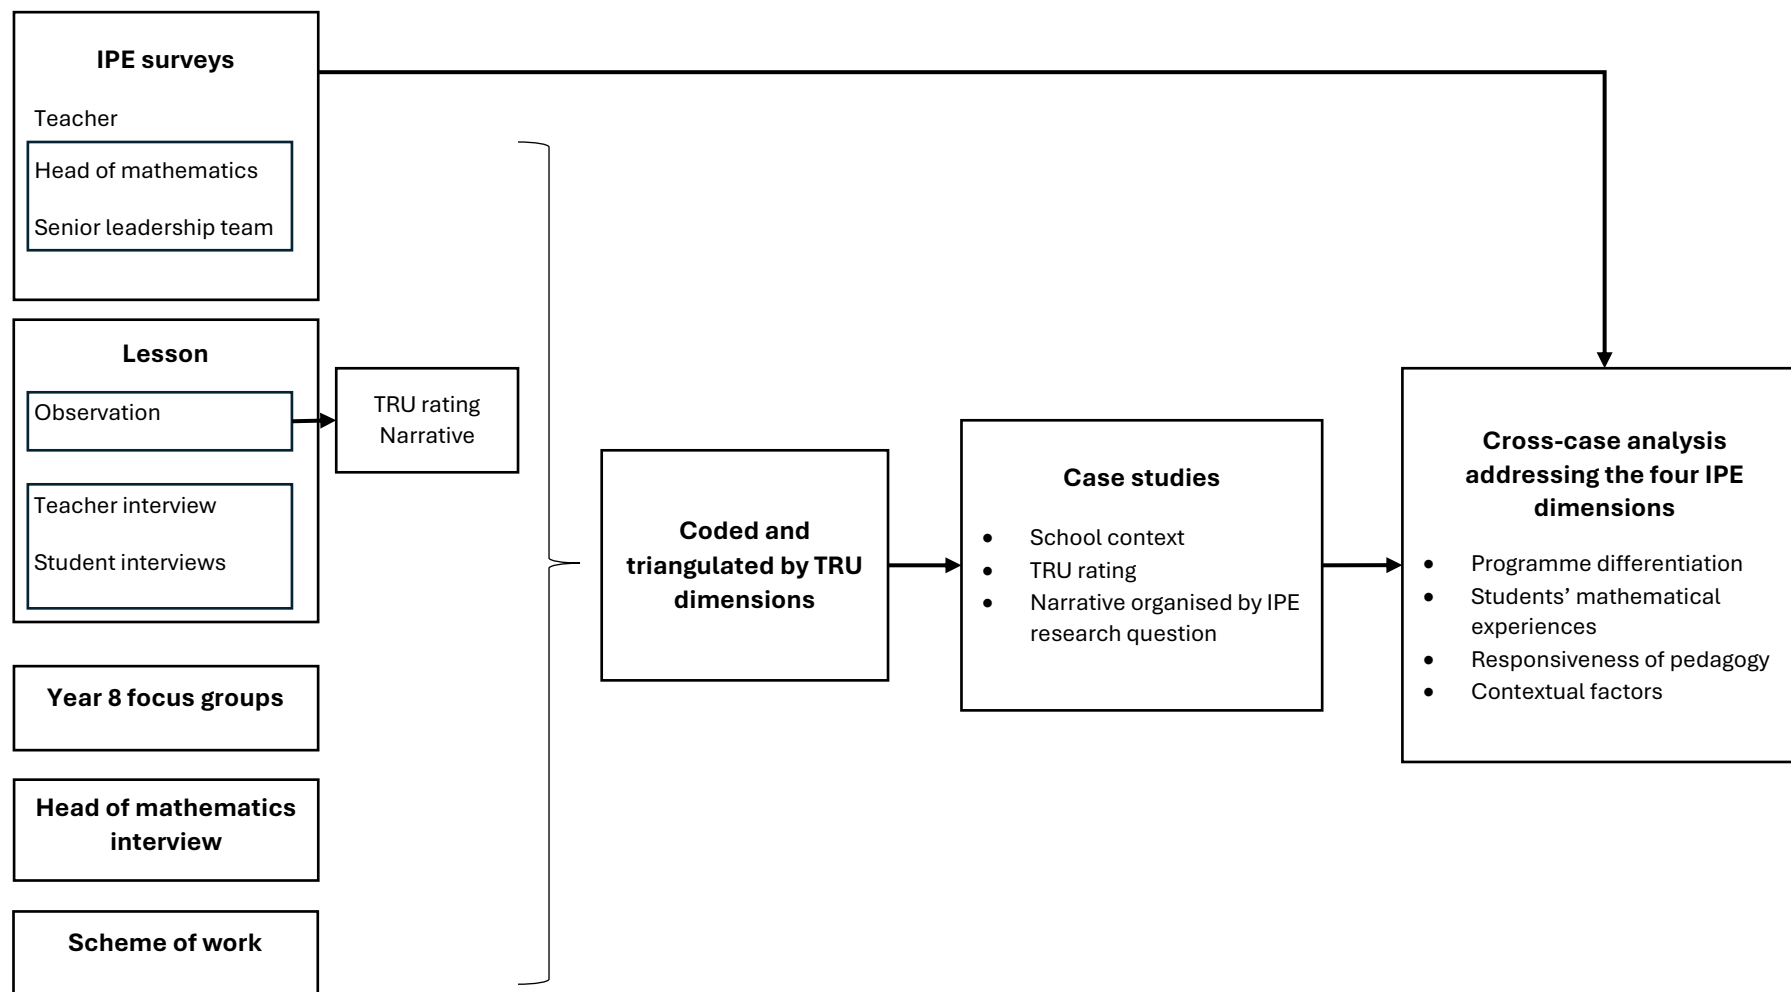 IPE surveys
Teacher
Head of mathematics
Senior leadership team
Lesson
Observation
Teacher interview
Student interviews
TRU rating
Narrative
Year 8 focus groups
Head of mathematics
interview
Scheme of work
Coded and
triangulated by TRU
dimensions
Case studies
• School context
• TRU rating
• Narrative organised by IPE
research question
Cross-case analysis
addressing the four IPE
dimensions
• Programme differentiation
• Students’ mathematical
experiences
• Responsiveness of pedagogy
• Contextual factors